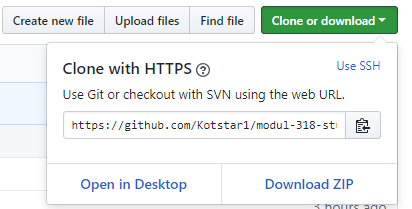 Create new file Upload files Find file Clone or download
Clone with HTTPS ?
Use SSH
Use Git or checkout with SVN using the web URL.
https://github.com/Kotstar1/modul-318-st
Open in Desktop Download ZIP
3 hours ago